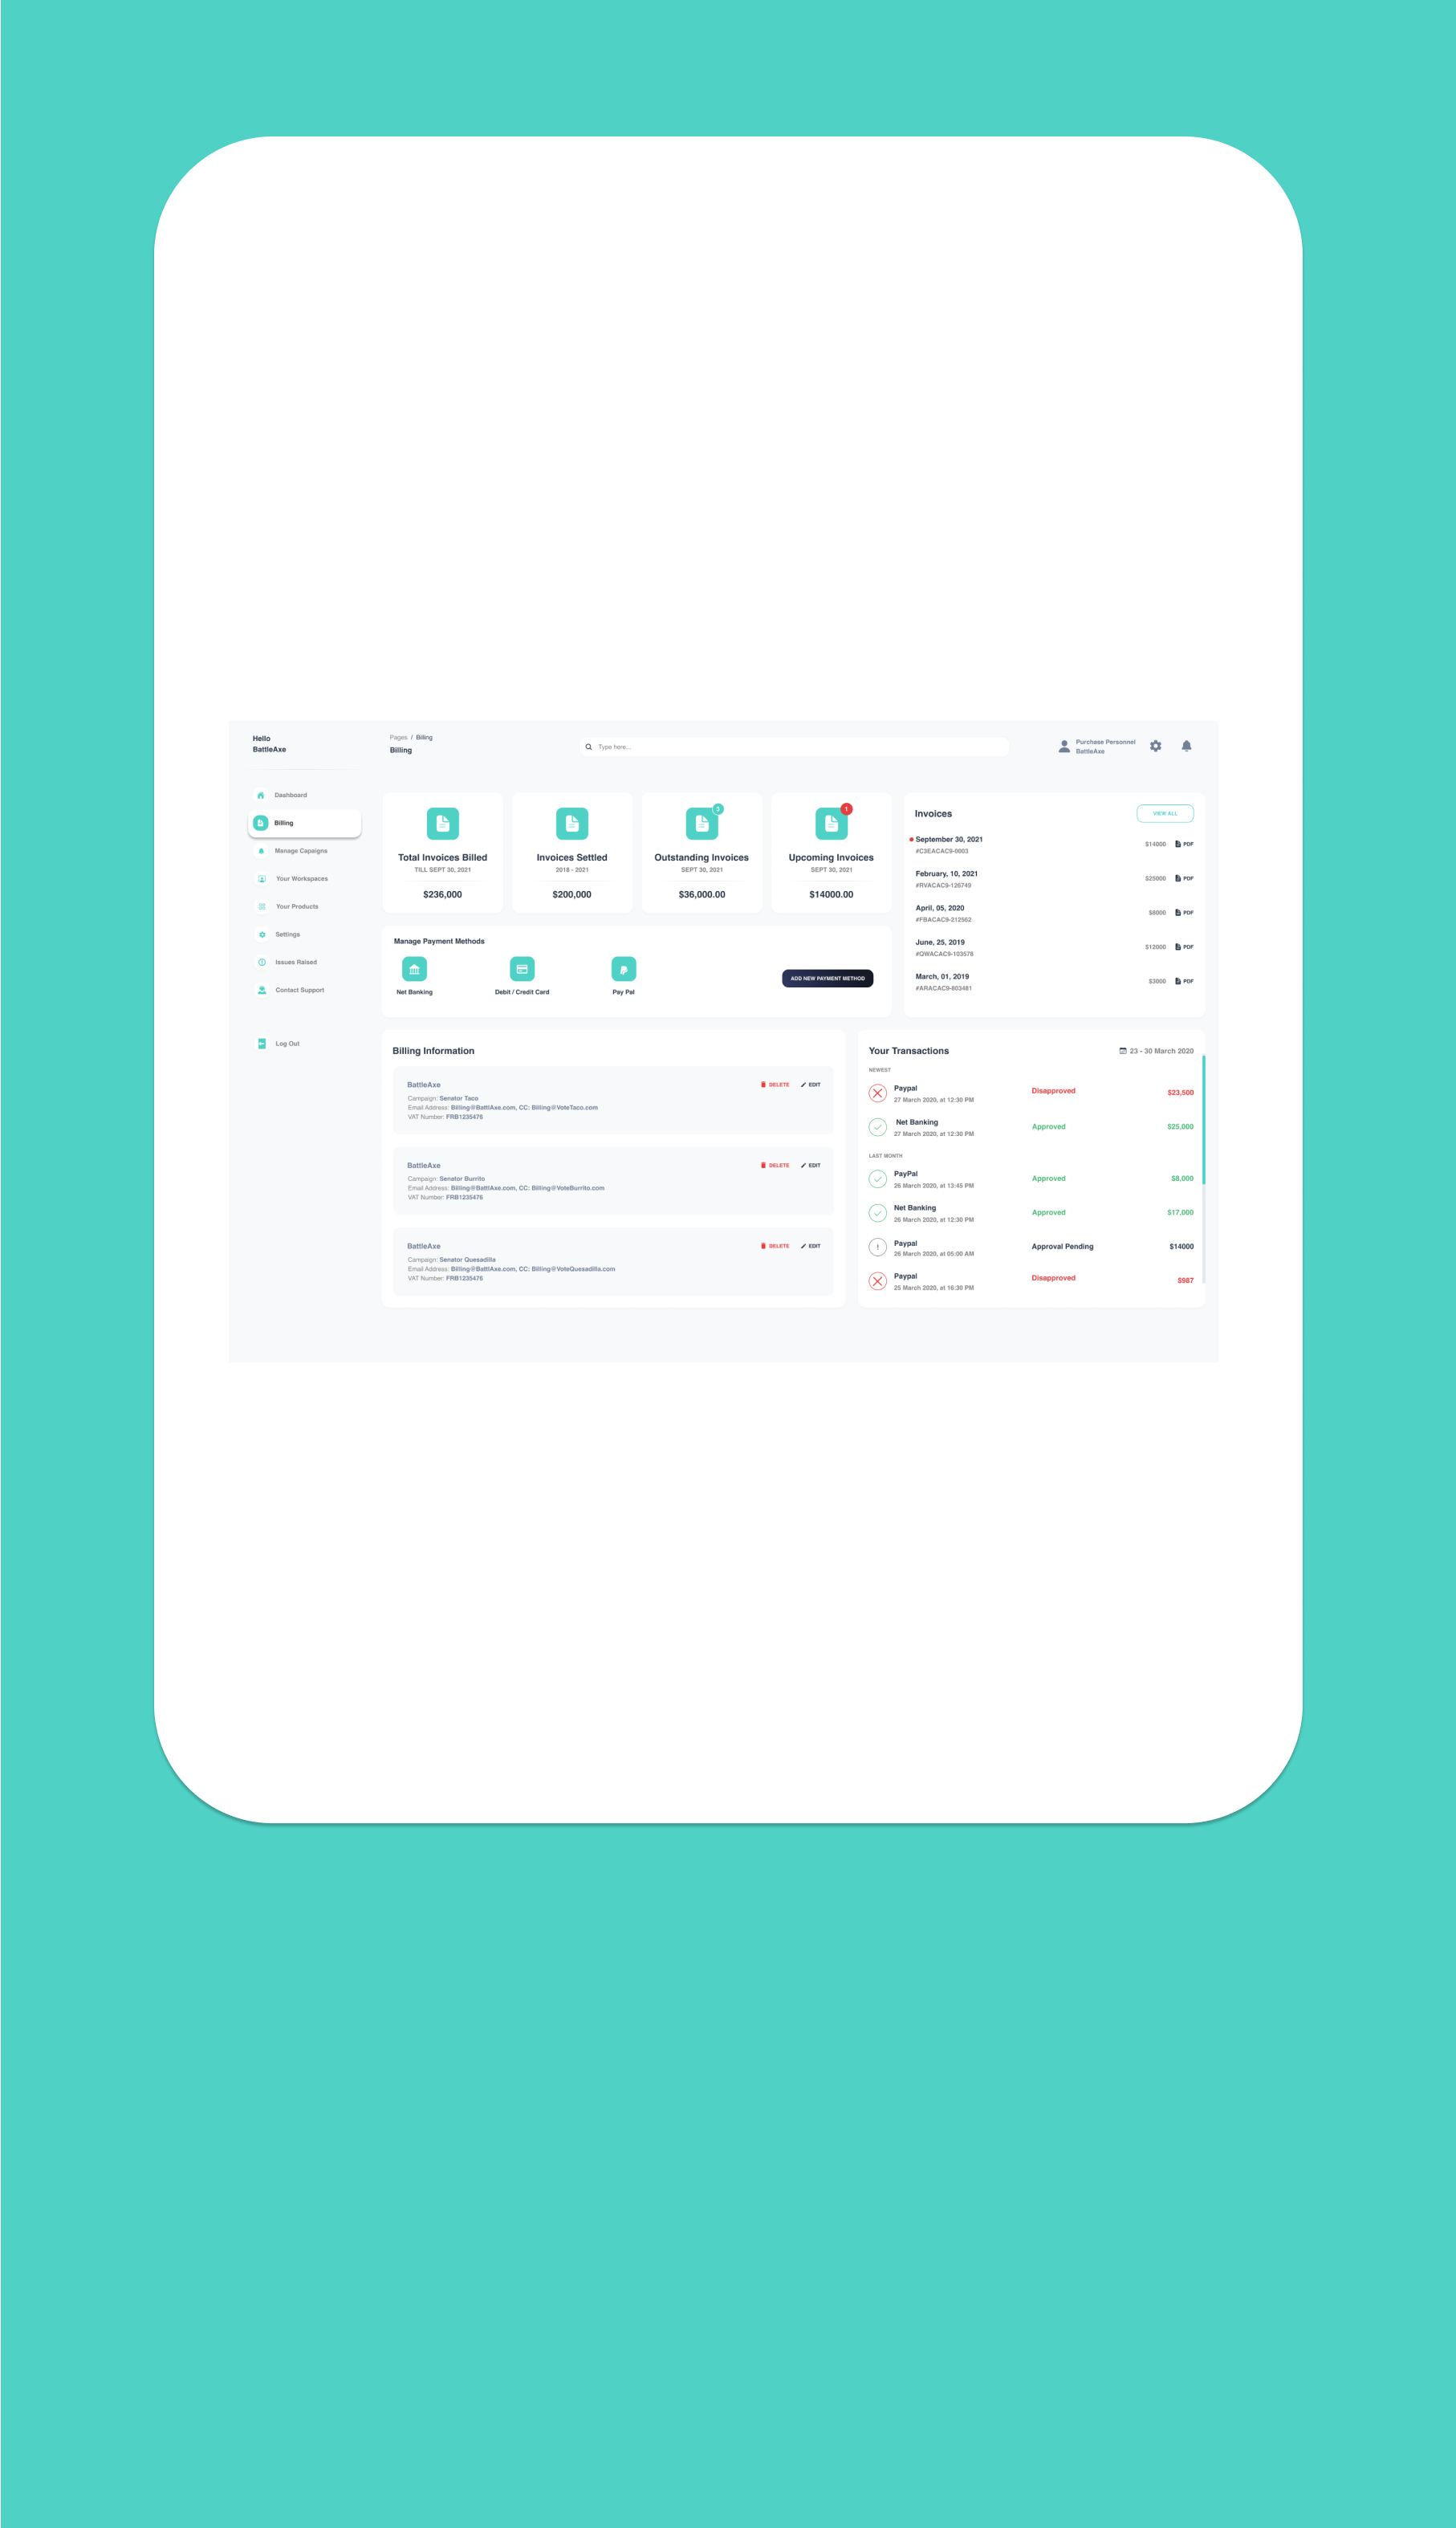 Hello
BattleAxe
Pages / Billing
Billing
Type here...
Purchase Personnel
BattleAxe
Dashboard
Billing
Manage Capaigns
Your Workspaces
Your Products
Settings
Issues Raised
Contact Support
Log Out
Total Invoices Billed
TILL SEPT 30, 2021
$236,000
Invoices Settled
2018 - 2021
$200,000
3
Outstanding Invoices
SEPT 30, 2021
$36,000.00
1
Upcoming Invoices
SEPT 30, 2021
$14000.00
Invoices
VIEW ALL
September 30, 2021
#C3EACAC9-0003
$14000 PDF
February, 10, 2021
#RVACAC9-126749
$25000 PDF
April, 05, 2020
#FBACAC9-212562
$8000 PDF
June, 25, 2019
#QWACAC9-103578
$12000 PDF
March, 01, 2019
#ARACAC9-803481
$3000 PDF
Manage Payment Methods
Net Banking
Debit / Credit Card
Pay Pal
ADD NEW PAYMENT METHOD
Billing Information
BattleAxe
DELETE EDIT
Campaign: Senator Taco
Email Address: Billing@BattlAxe.com, CC: Billing@VoteTaco.com
VAT Number: FRB1235476
BattleAxe
DELETE EDIT
Campaign: Senator Burrito
Email Address: Billing@BattlAxe.com, CC: Billing@VoteBurrito.com
VAT Number: FRB1235476
BattleAxe
DELETE EDIT
Campaign: Senator Quesadilla
Email Address: Billing@BattlAxe.com, CC: Billing@VoteQuesadilla.com
VAT Number: FRB1235476
Your Transactions
23 - 30 March 2020
NEWEST
Paypal
27 March 2020, at 12:30 PM
Disapproved
$23,500
Net Banking
27 March 2020, at 12:30 PM
Approved
$25,000
LAST MONTH
PayPal
26 March 2020, at 13:45 PM
Approved
$8,000
Net Banking
26 March 2020, at 12:30 PM
Approved
$17,000
Paypal
26 March 2020, at 05:00 AM
Approval Pending
$14000
Paypal
25 March 2020, at 16:30 PM
Disapproved
$987